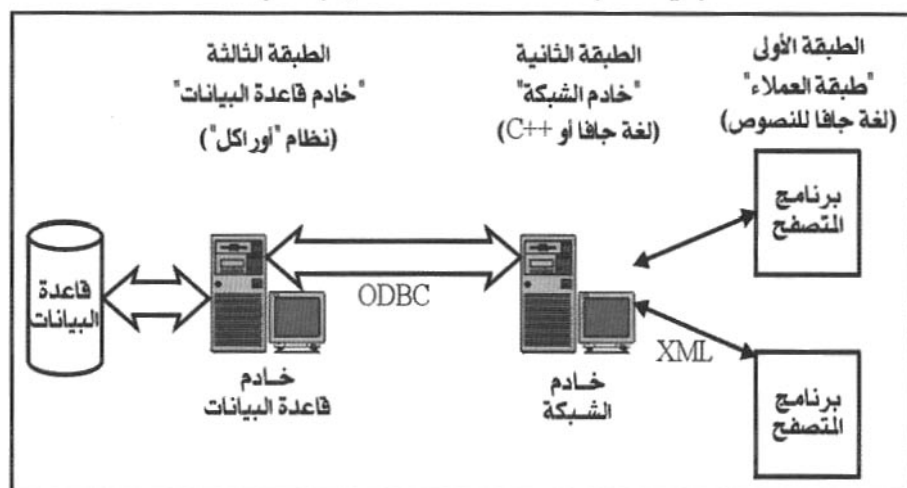 الطبقة الأولى
"طبقة العملاء"
(لغة جافا للنصوص)
الطبقة الثانية
"خادم الشبكة"
(لغة جافا أو C++)
الطبقة الثالثة
"خادم قاعدة البيانات"
(نظام "أوراكل")
برنامج
المتصفح
ODBC
XML
برنامج
المتصفح
خادم
الشبكة
خادم
قاعدة البيانات
قاعدة
البيانات